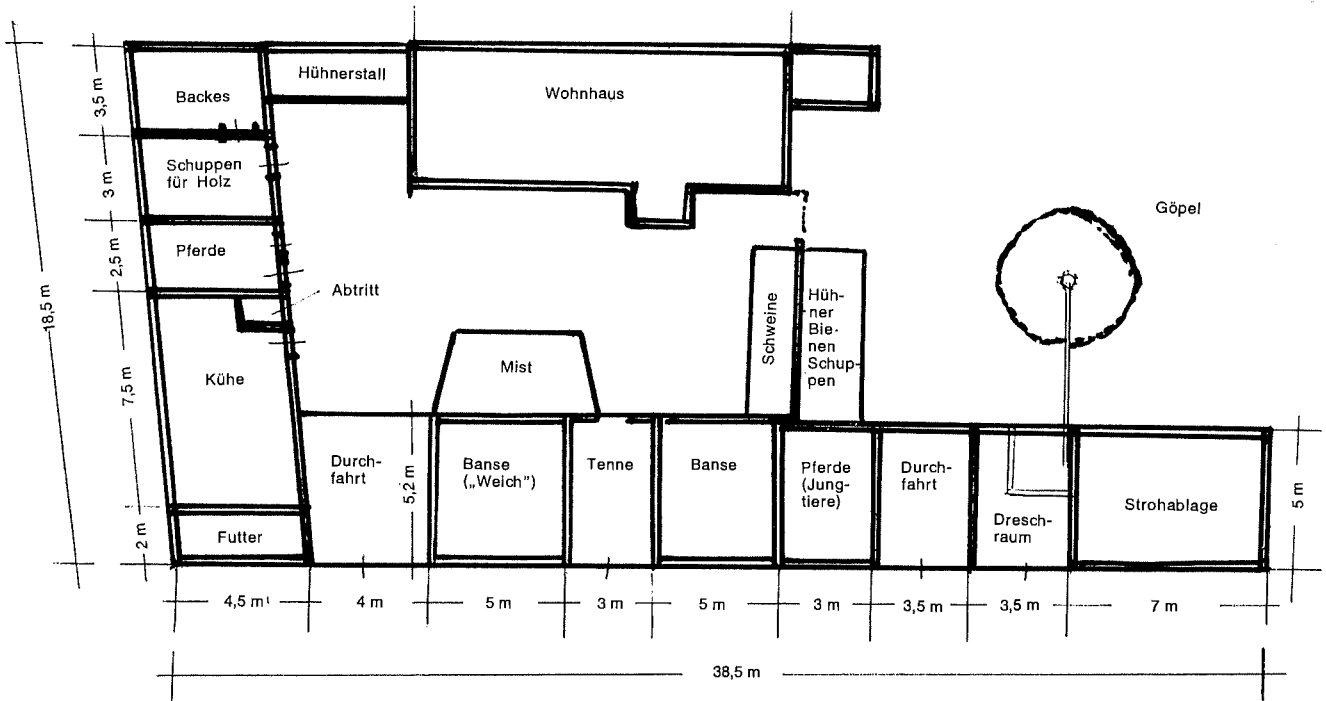 Hühnerstall
Backes
Wohnhaus
3,5 m
Schuppen
für Holz
3 m
Göpel
Pferde
2,5 m
Abtritt
18,5 m
Schweine
Hüh-
ner
Bie-
nen
Schup-
pen
Mist
Kühe
7,5 m
Durch-
fahrt
5,2 m
Banse
(„Weich”)
Tenne
Banse
Pferde
(Jung-
tiere)
Durch-
fahrt
Dresch-
raum
Strohablage
5 m
Futter
2 m
4,5 m
4 m
5 m
3 m
5 m
3 m
3,5 m
3,5 m
7 m
38,5 m